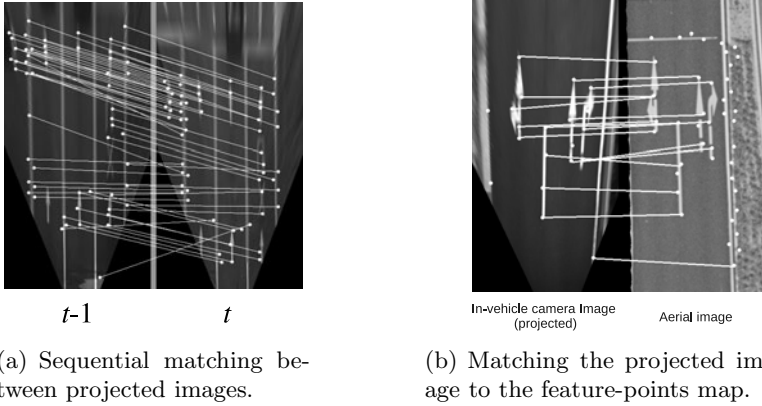 t-1 t
(a) Sequential matching be-
tween projected images.
In-vehicle camera Image
(projected)
Aerial image
(b) Matching the projected im-
age to the feature-points map.